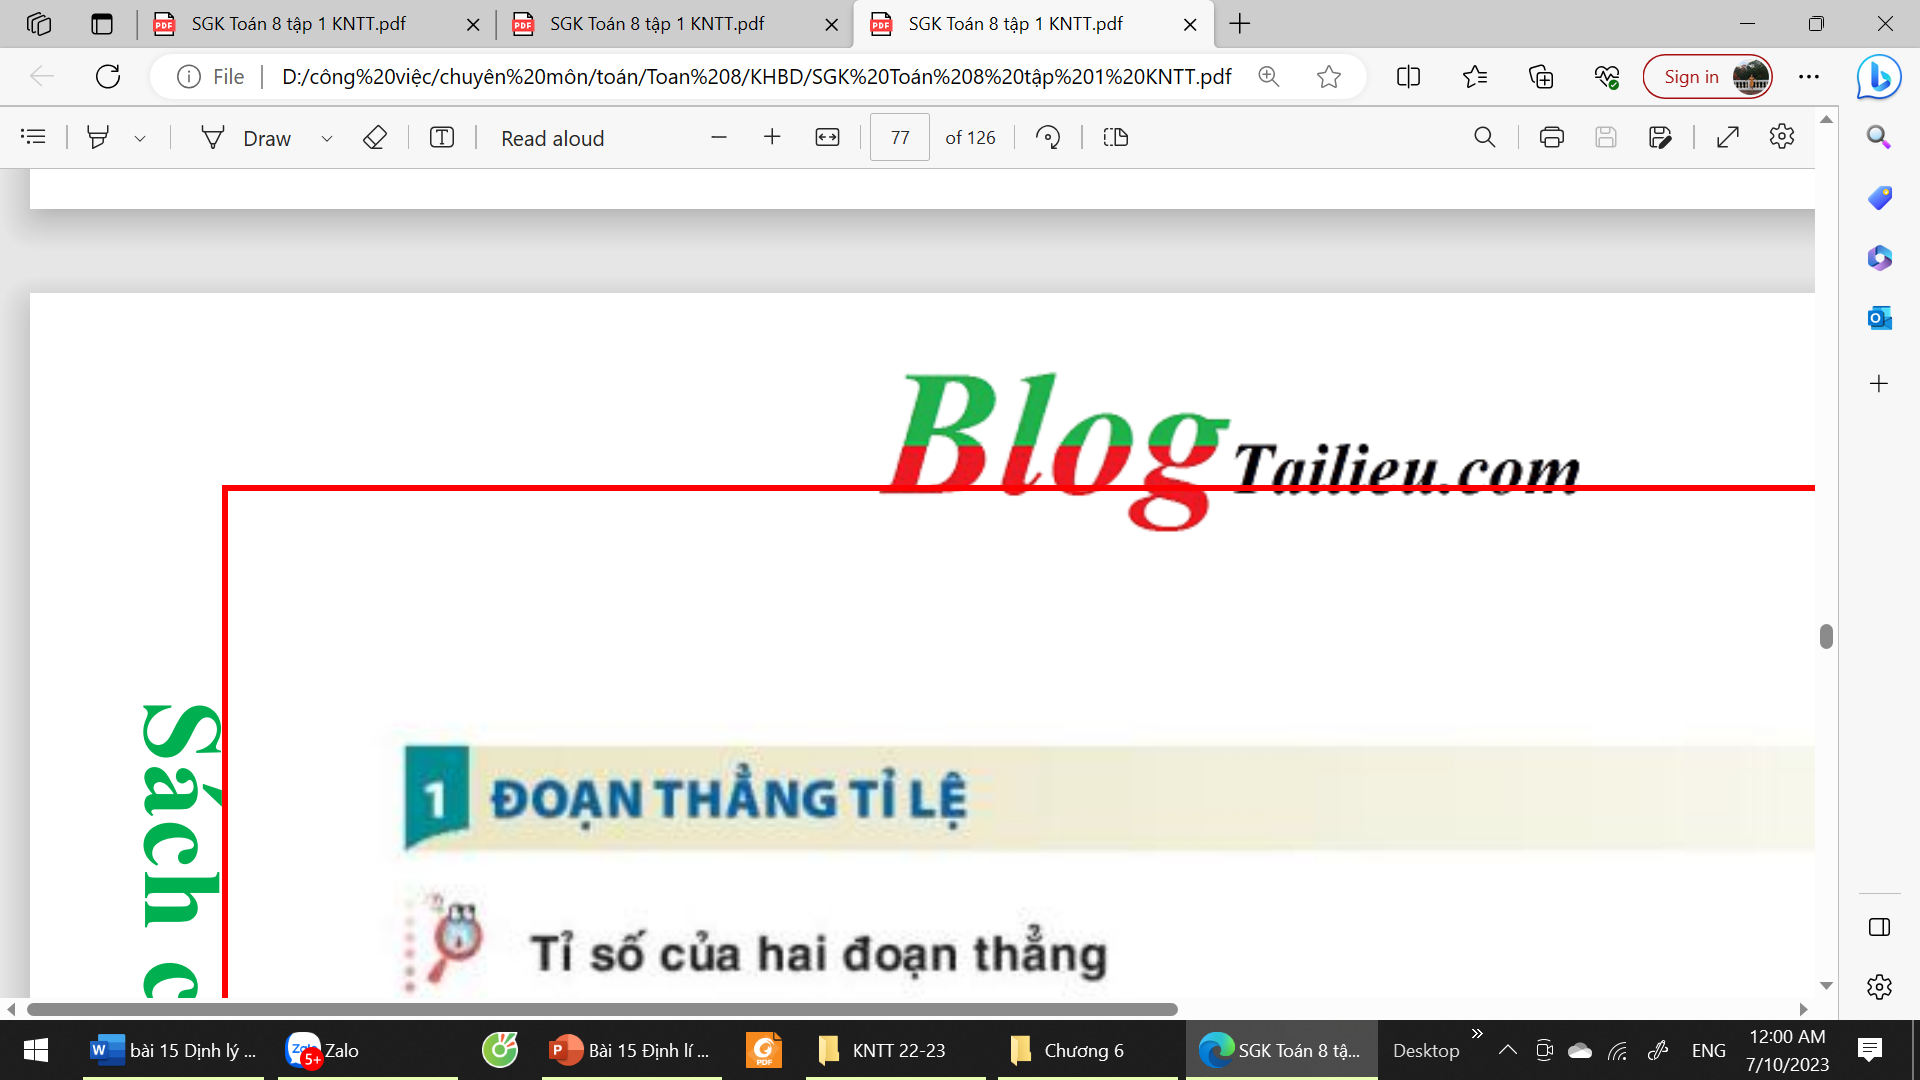 SGK Toán 8 tập 1 KNTT.pdf
SGK Toán 8 tập 1 KNTT.pdf
SGK Toán 8 tập 1 KNTT.pdf
File
D:/công%20việc/chuyên%20môn/toán/Toan%208/KHBD/SGK%20Toán%208%20tập%201%20KNTT.pdf
Sign in
Draw
Read aloud
77 of 126
Blog Tailieu.com
Sách c
1 ĐOẠN THẲNG TỈ LỆ
Tỉ số của hai đoạn thẳng
bài 15 Dịnh lý ...
Zalo
5+
Bài 15 Định lí ...
KNTT 22-23
Chương 6
SGK Toán 8 tậ...
Desktop
ENG
12:00 AM
7/10/2023